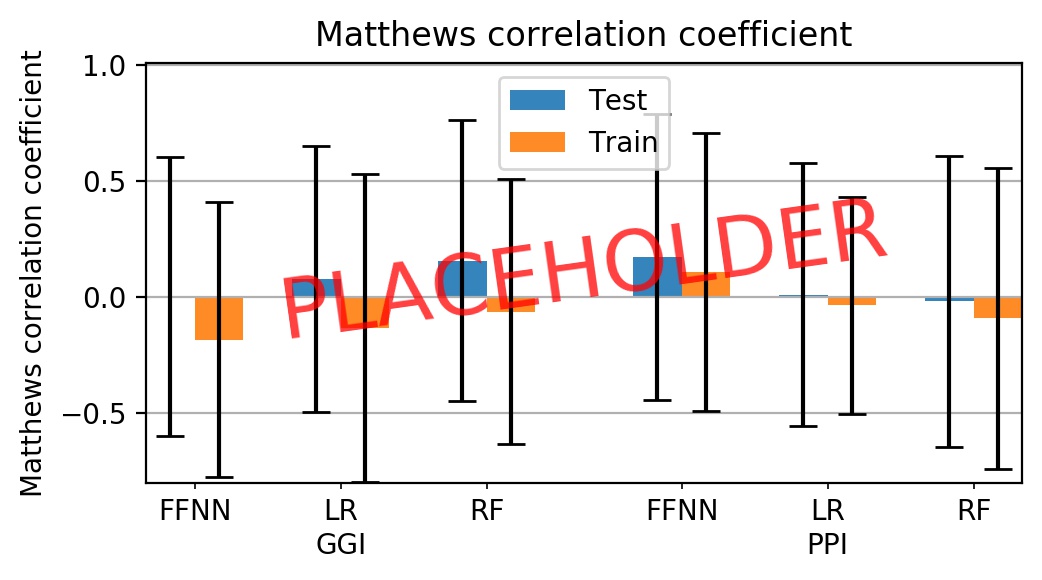 Matthews correlation coefficient
Matthews correlation coefficient
1.0
0.5
0.0
−0.5
Test
Train
PLACEHOLDER
FFNN LR RF FFNN LR RF
GGI PPI